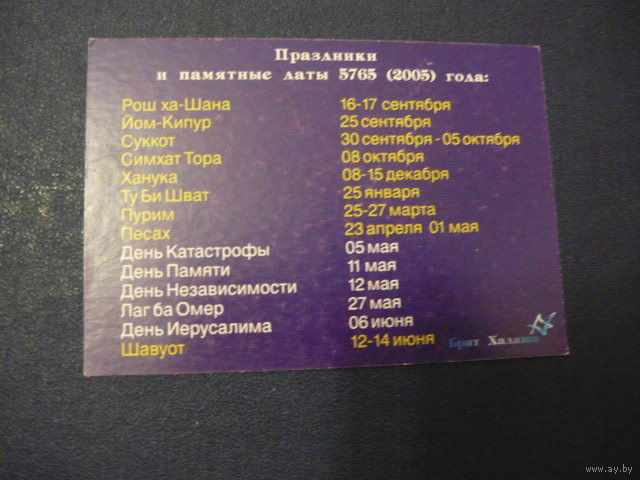 Праздники
и памятные даты 5765 (2005) года:
Рош ха-Шана 16-17 сентября
Йом-Кипур 25 сентября
Суккот 30 сентября-05 октября
Симхат Тора 08 октября
Ханука 08-15 декабря
Ту Би Шват 25 января
Пурим 25-27 марта
Песах 23 апреля 01 мая
День Катастрофы 05 мая
День Памяти 11 мая
День Независимости 12 мая
Лаг ба Омер 27 мая
День Иерусалима 06 июня
Шавуот 12-14 июня
Брит
www.ay.by